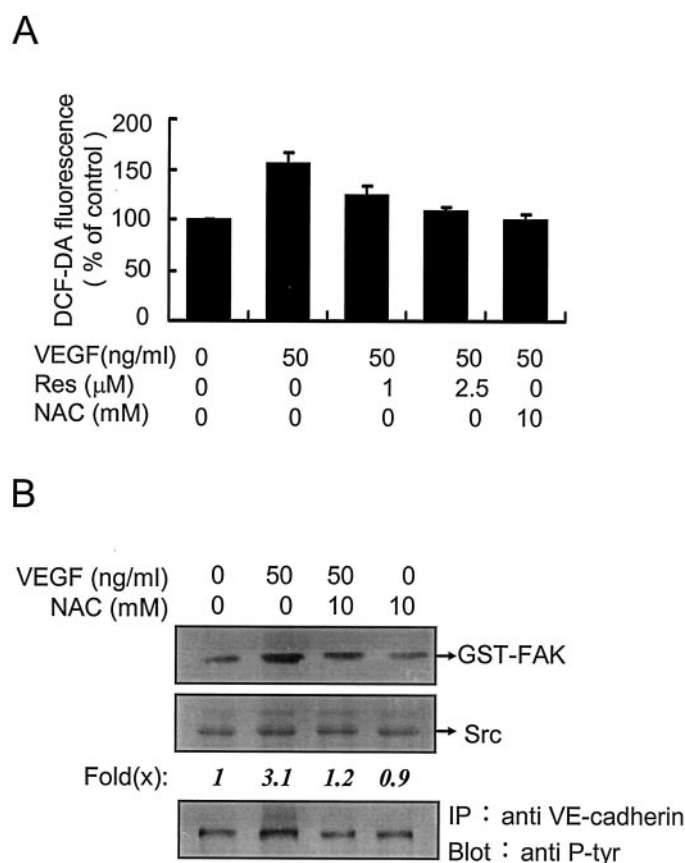 A
DCF-DA fluorescence
( % of control )
200
150
100
50
0
VEGF(ng/ml) 0 50 50 50 50
Res (µM) 0 0 1 2.5 0
NAC (mM) 0 0 0 0 10
B
VEGF (ng/ml) 0 50 50 0
NAC (mM) 0 0 10 10
GST-FAK
Src
Fold(x): 1 3.1 1.2 0.9
IP : anti VE-cadherin
Blot : anti P-tyr